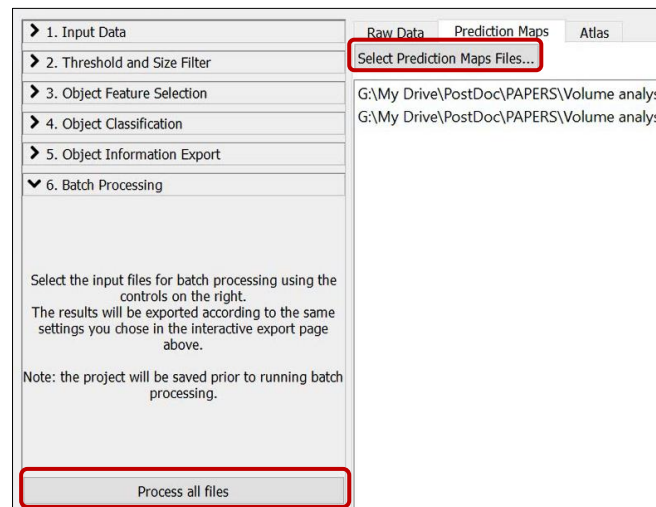 1. Input Data
2. Threshold and Size Filter
3. Object Feature Selection
4. Object Classification
5. Object Information Export
6. Batch Processing
Select the input files for batch processing using the
controls on the right.
The results will be exported according to the same
settings you chose in the interactive export page
above.
Note: the project will be saved prior to running batch
processing.
Process all files
Raw Data Prediction Maps Atlas
Select Prediction Maps Files...
G:\My Drive\PostDoc\PAPERS\Volume analys
G:\My Drive\PostDoc\PAPERS\Volume analys